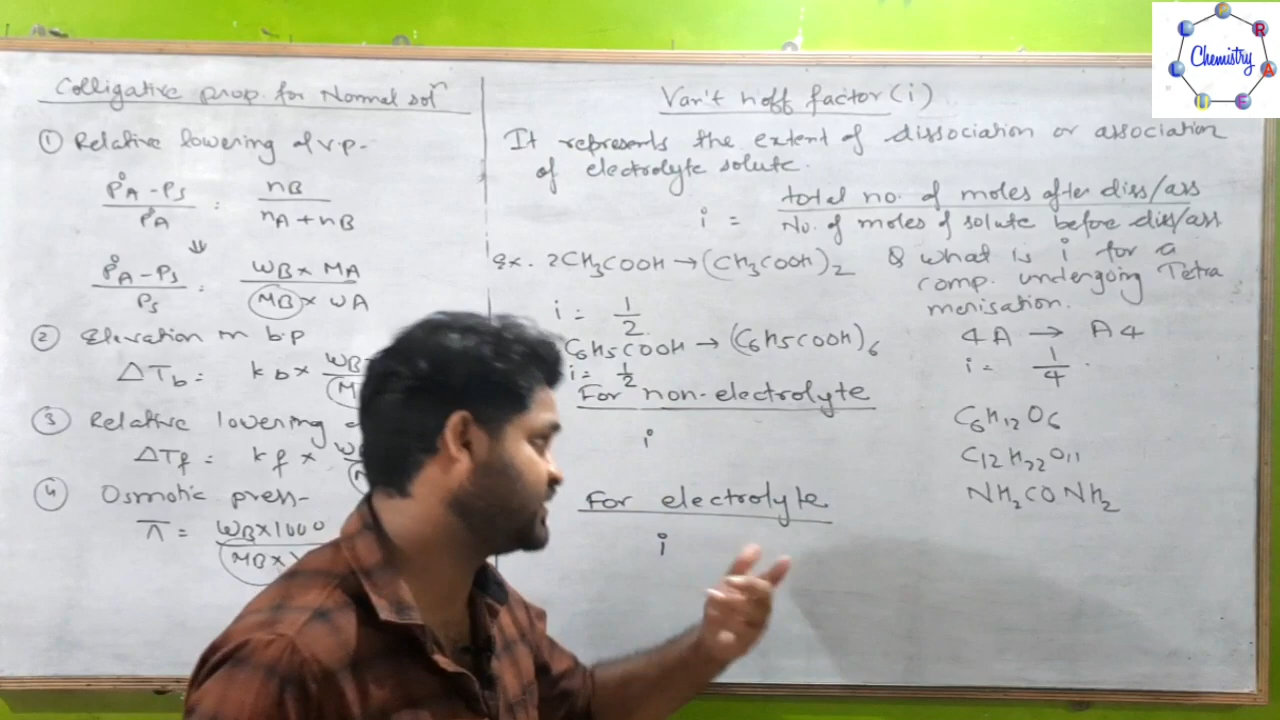 Colligative prop. for Normal solⁿ
① Relative lowering of v.p-
P°A - Ps / P°A = nB / nA + nB
⇓
P°A - Ps / Ps = WB × MA / MB × WA
② Elevation in b.p
ΔTb = kb × WB
③ Relative lowering
ΔTf = kf ×
④ Osmotic press-
π = WB×1000 / MB×
Van't hoff factor (i)
It represents the extent of dissociation or association
of electrolyte solute.
i = total no. of moles after diss/ass / No. of moles of solute before diss/ass
ex. 2CH3COOH → (CH3COOH)2
i = 1/2
C6H5COOH → (C6H5COOH)6
i = 1/2
For non-electrolyte
i
For electrolyte
i
Q what is i for a
comp. undergoing Tetra
merisation.
4A → A4
i = 1/4
C6H12O6
C12H22O11
NH2CONH2
Chemistry